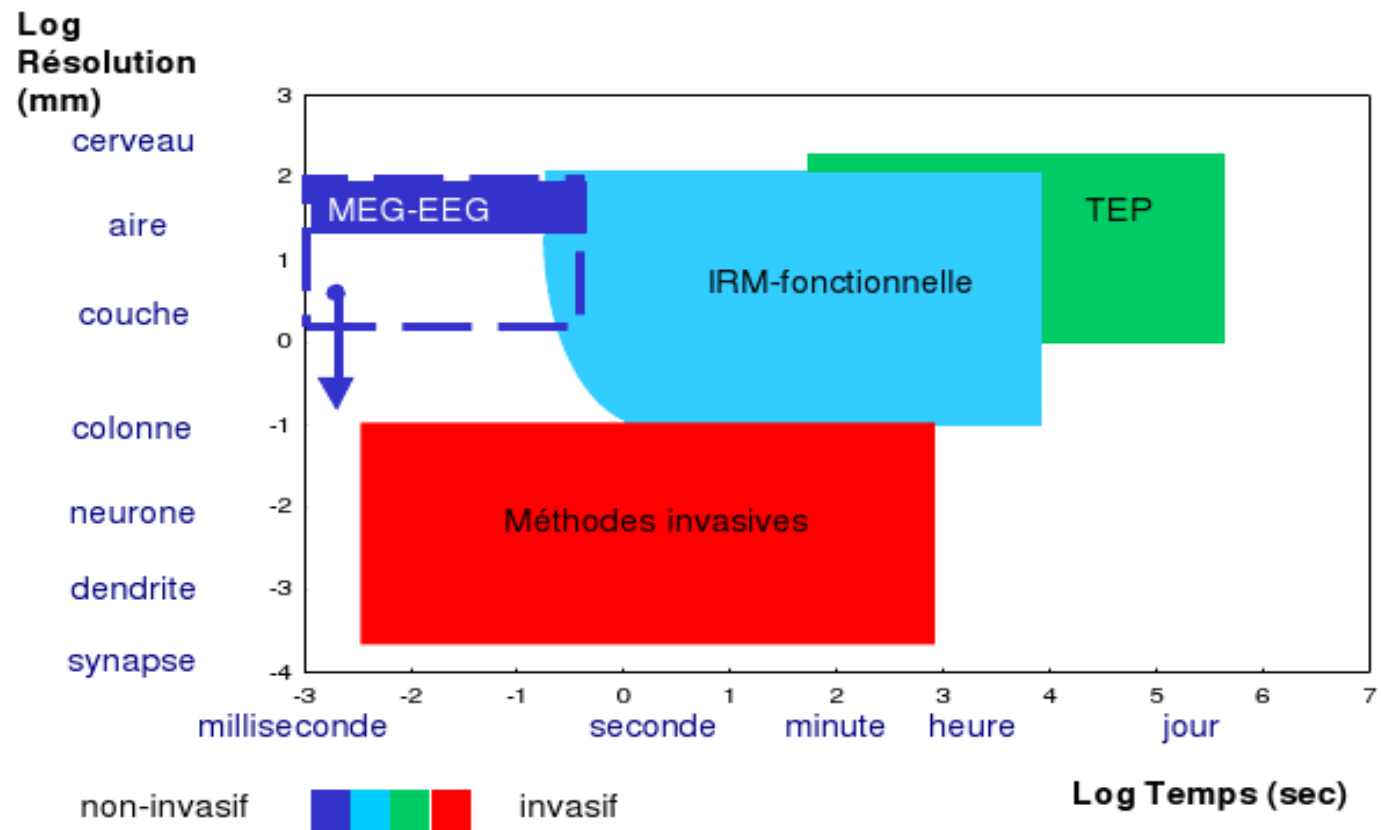 Log
Résolution
(mm)
3
cerveau
2
MEG-EEG
TEP
aire
1
IRM-fonctionnelle
couche
0
colonne
-1
neurone
-2
Méthodes invasives
dendrite
-3
synapse
-4
-3 -2 -1 0 1 2 3 4 5 6 7
milliseconde seconde minute heure jour
Log Temps (sec)
non-invasif invasif